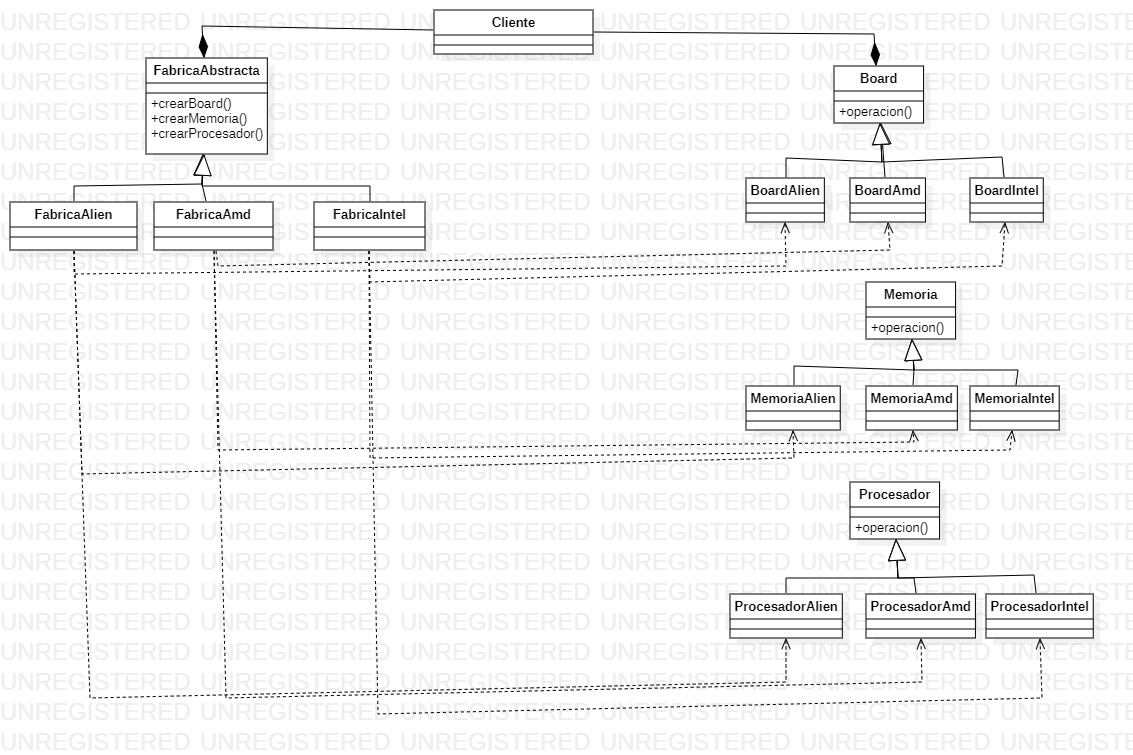 Cliente
FabricaAbstracta
+crearBoard()
+crearMemoria()
+crearProcesador()
Board
+operacion()
FabricaAlien
FabricaAmd
FabricaIntel
BoardAlien
BoardAmd
BoardIntel
Memoria
+operacion()
MemoriaAlien
MemoriaAmd
MemoriaIntel
Procesador
+operacion()
ProcesadorAlien
ProcesadorAmd
ProcesadorIntel
UNREGISTERED